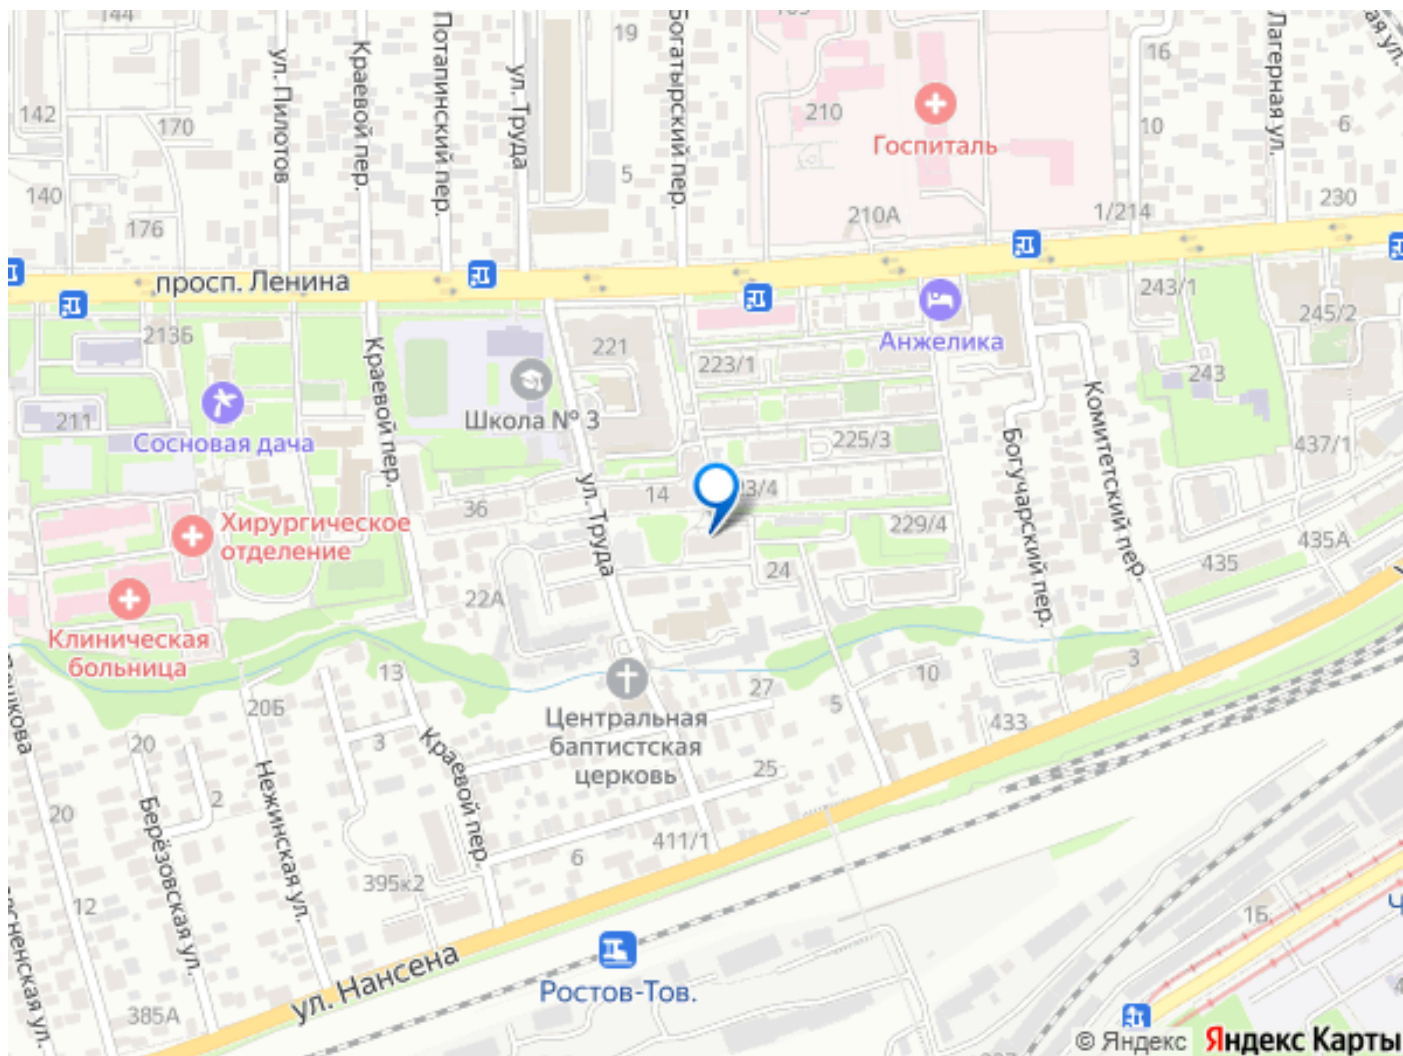 144
142
170
140
176
ул. Пилотов
Краевой пер.
Потапинский пер.
ул. Труда
19
5
Богатырский пер.
210
Госпиталь
210А
1/214
16
10
Лагерная ул.
6
230
просп. Ленина
213Б
211
Сосновая дача
Краевой пер.
Школа № 3
221
223/1
Анжелика
243/1
245/2
243
225/3
437/1
Богучарский пер.
Комитетский пер.
36
14
ул. Труда
229/4
435
435А
24
22А
Хирургическое
отделение
Клиническая
больница
13
20Б
20
3
2
20
12
Берёзовская ул.
Нежинская ул.
Краевой пер.
Центральная
баптистская
церковь
27
25
5
10
3
433
411/1
6
395к2
385А
ул. Нансена
Ростов-Тов.
1Б
© Яндекс Яндекс Карты